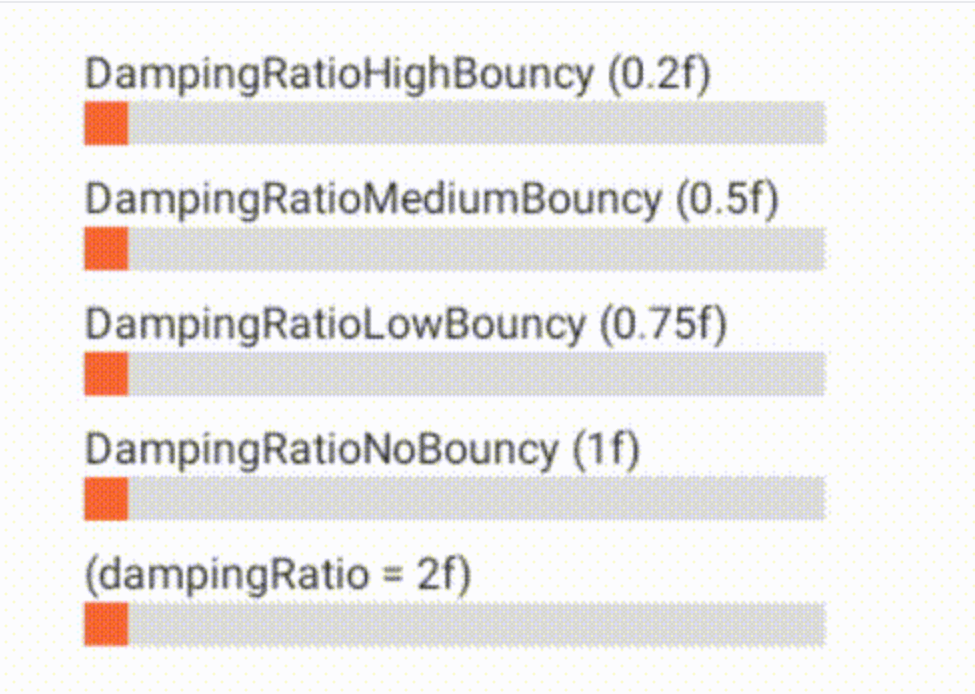 DampingRatioHighBouncy (0.2f)
DampingRatioMediumBouncy (0.5f)
DampingRatioLowBouncy (0.75f)
DampingRatioNoBouncy (1f)
(dampingRatio = 2f)